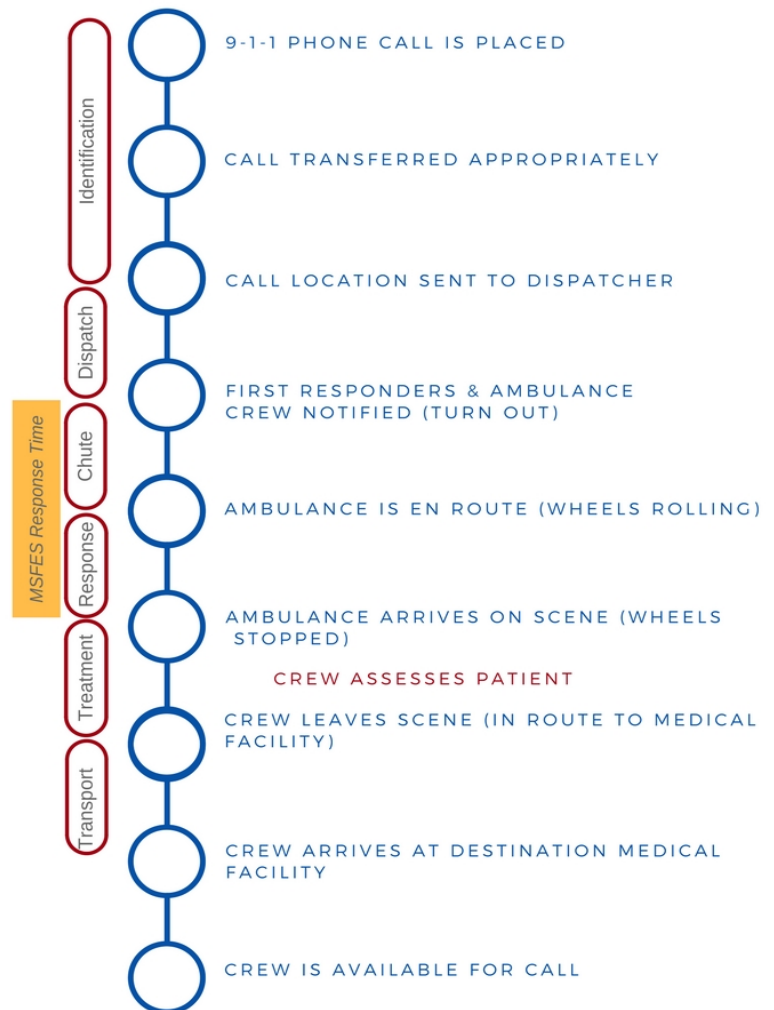 9-1-1 PHONE CALL IS PLACED
CALL TRANSFERRED APPROPRIATELY
CALL LOCATION SENT TO DISPATCHER
FIRST RESPONDERS & AMBULANCE
CREW NOTIFIED (TURN OUT)
AMBULANCE IS EN ROUTE (WHEELS ROLLING)
AMBULANCE ARRIVES ON SCENE (WHEELS
STOPPED)
CREW ASSESSES PATIENT
CREW LEAVES SCENE (IN ROUTE TO MEDICAL
FACILITY)
CREW ARRIVES AT DESTINATION MEDICAL
FACILITY
CREW IS AVAILABLE FOR CALL
Identification
Dispatch
Chute
Response
Treatment
Transport
MSFES Response Time